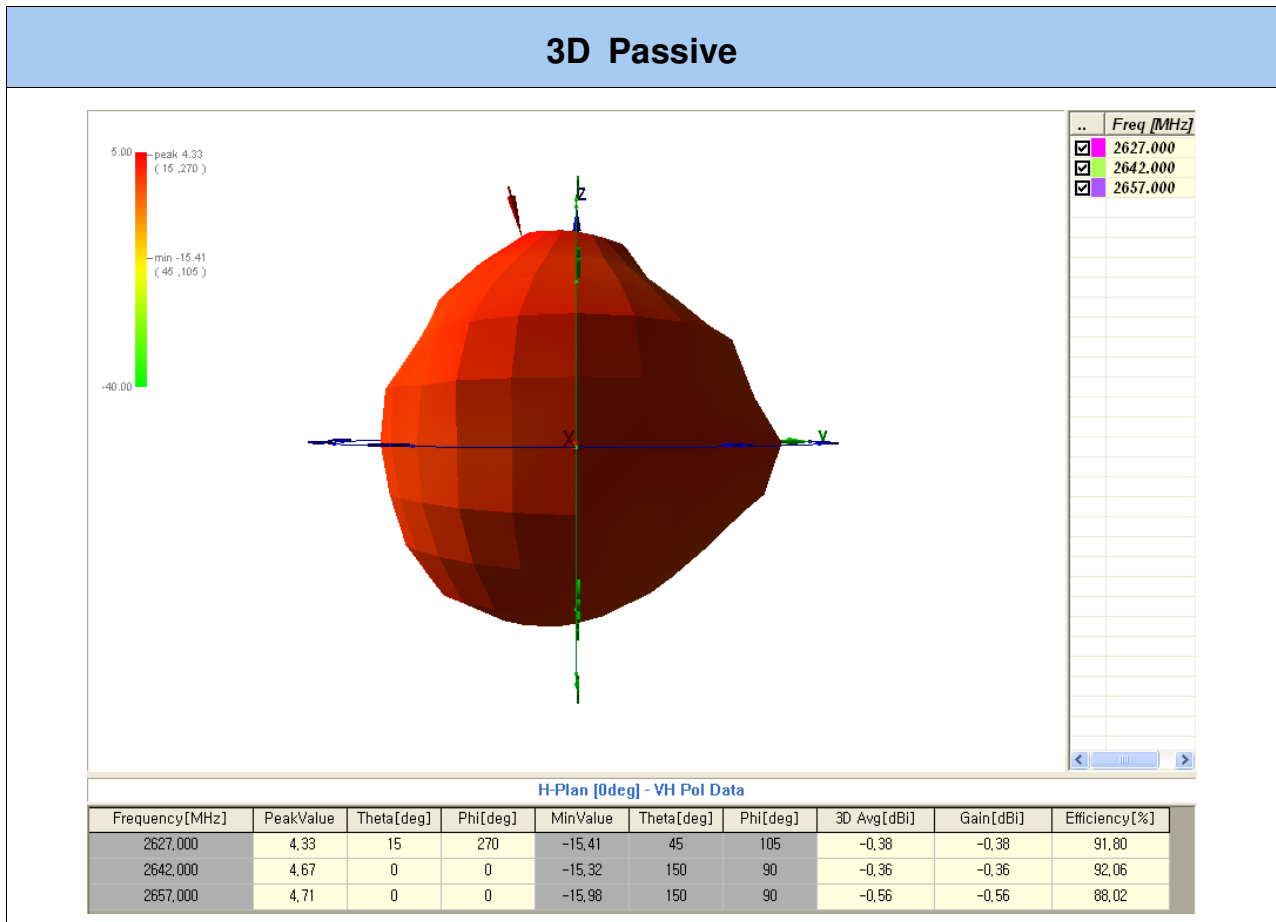 3D Passive
5.00
peak 4.33
( 15 ,270 )
min -15.41
( 45 ,105 )
-40.00
Z
X
Y
.. Freq [MHz]
2627.000
2642.000
2657.000
H-Plan [0deg] - VH Pol Data
Frequency[MHz] PeakValue Theta[deg] Phi[deg] MinValue Theta[deg] Phi[deg] 3D Avg[dBi] Gain[dBi] Efficiency[%]
2627,000 4,33 15 270 -15,41 45 105 -0,38 -0,38 91,80
2642,000 4,67 0 0 -15,32 150 90 -0,36 -0,36 92,06
2657,000 4,71 0 0 -15,98 150 90 -0,56 -0,56 88,02